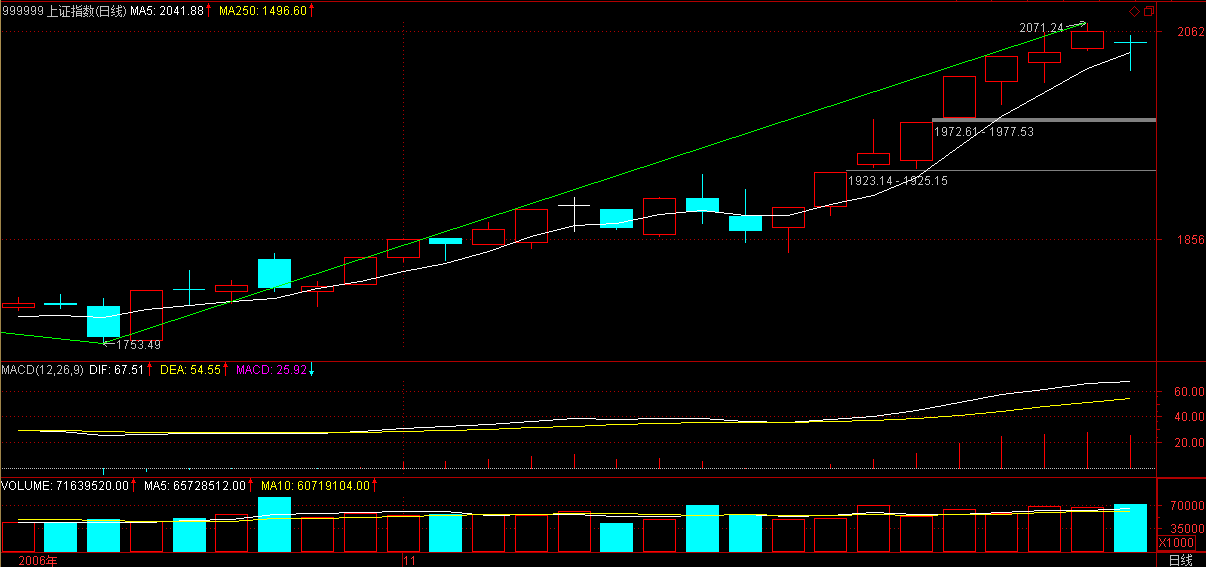 999999 上证指数(日线) MA5: 2041.88↑ MA250: 1496.60↑
2071.24
2062
1972.61 - 1977.53
1923.14 - 1925.15
1856
1753.49
MACD(12,26,9) DIF: 67.51↑ DEA: 54.55↑ MACD: 25.92↓
60.00
40.00
20.00
VOLUME: 71639520.00↑ MA5: 65728512.00↑ MA10: 60719104.00↑
70000
35000
X1000
2006年 11 日线